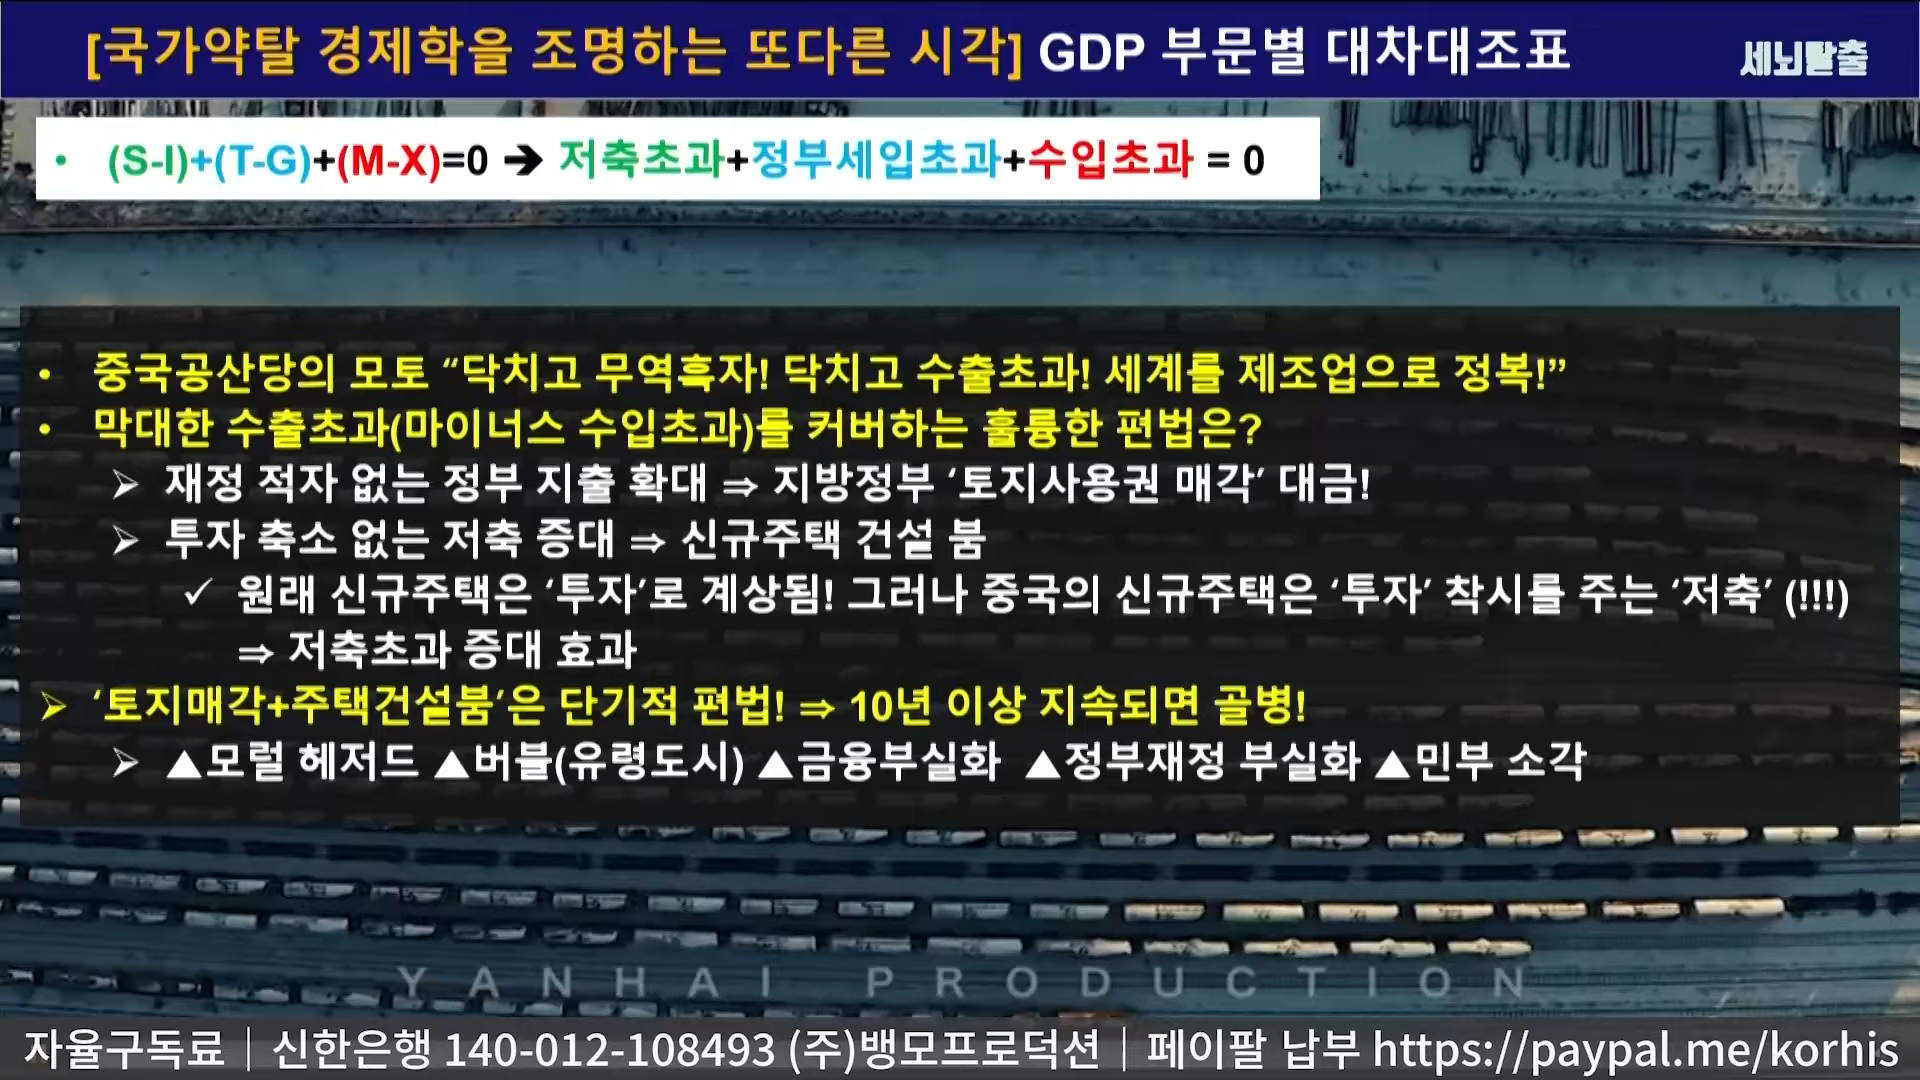 [국가약탈 경제학을 조명하는 또다른 시각] GDP 부문별 대차대조표
세뇌탈출
• (S-I)+(T-G)+(M-X)=0 ➔ 저축초과+정부세입초과+수입초과 = 0
• 중국공산당의 모토 “닥치고 무역흑자! 닥치고 수출초과! 세계를 제조업으로 정복!”
• 막대한 수출초과(마이너스 수입초과)를 커버하는 훌륭한 편법은?
➢ 재정 적자 없는 정부 지출 확대 ⇒ 지방정부 ‘토지사용권 매각’ 대금!
➢ 투자 축소 없는 저축 증대 ⇒ 신규주택 건설 붐
✓ 원래 신규주택은 ‘투자’로 계상됨! 그러나 중국의 신규주택은 ‘투자’ 착시를 주는 ‘저축’ (!!!)
⇒ 저축초과 증대 효과
➢ ‘토지매각+주택건설붐’은 단기적 편법! ⇒ 10년 이상 지속되면 골병!
➢ ▲모럴 헤저드 ▲버블(유령도시) ▲금융부실화 ▲정부재정 부실화 ▲민부 소각
YANHAI PRODUCTION
자율구독료｜신한은행 140-012-108493 (주)뱅모프로덕션｜페이팔 납부 https://paypal.me/korhis